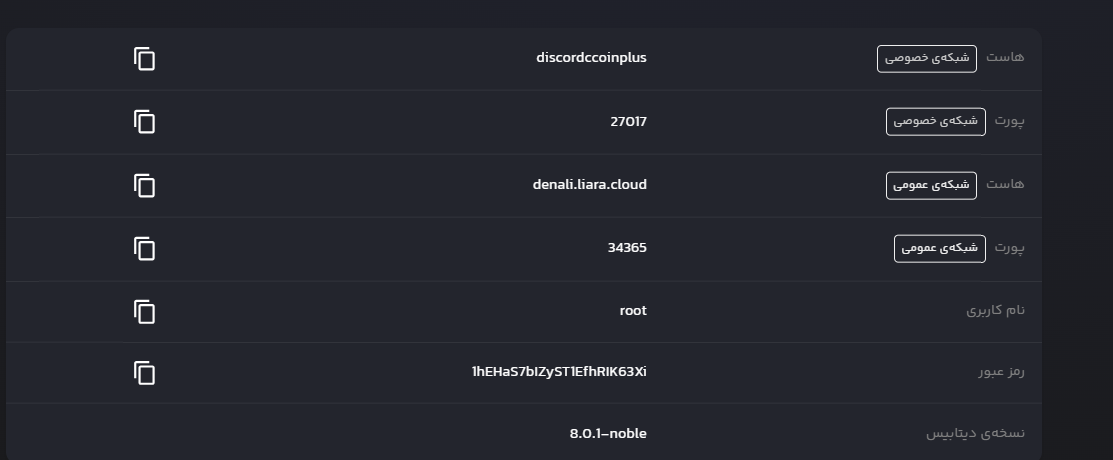 هاست شبکه‌ی خصوصی discordccoinplus
پورت شبکه‌ی خصوصی 27017
هاست شبکه‌ی عمومی denali.liara.cloud
پورت شبکه‌ی عمومی 34365
نام کاربری root
رمز عبور 1hEHaS7bIZyST1EfhRIK63Xi
نسخه‌ی دیتابیس 8.0.1-noble